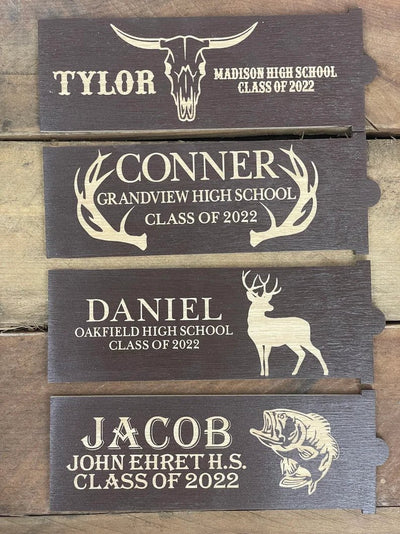 TYLOR
MADISON HIGH SCHOOL
CLASS OF 2022
CONNER
GRANDVIEW HIGH SCHOOL
CLASS OF 2022
DANIEL
OAKFIELD HIGH SCHOOL
CLASS OF 2022
JACOB
JOHN EHRET H.S.
CLASS OF 2022